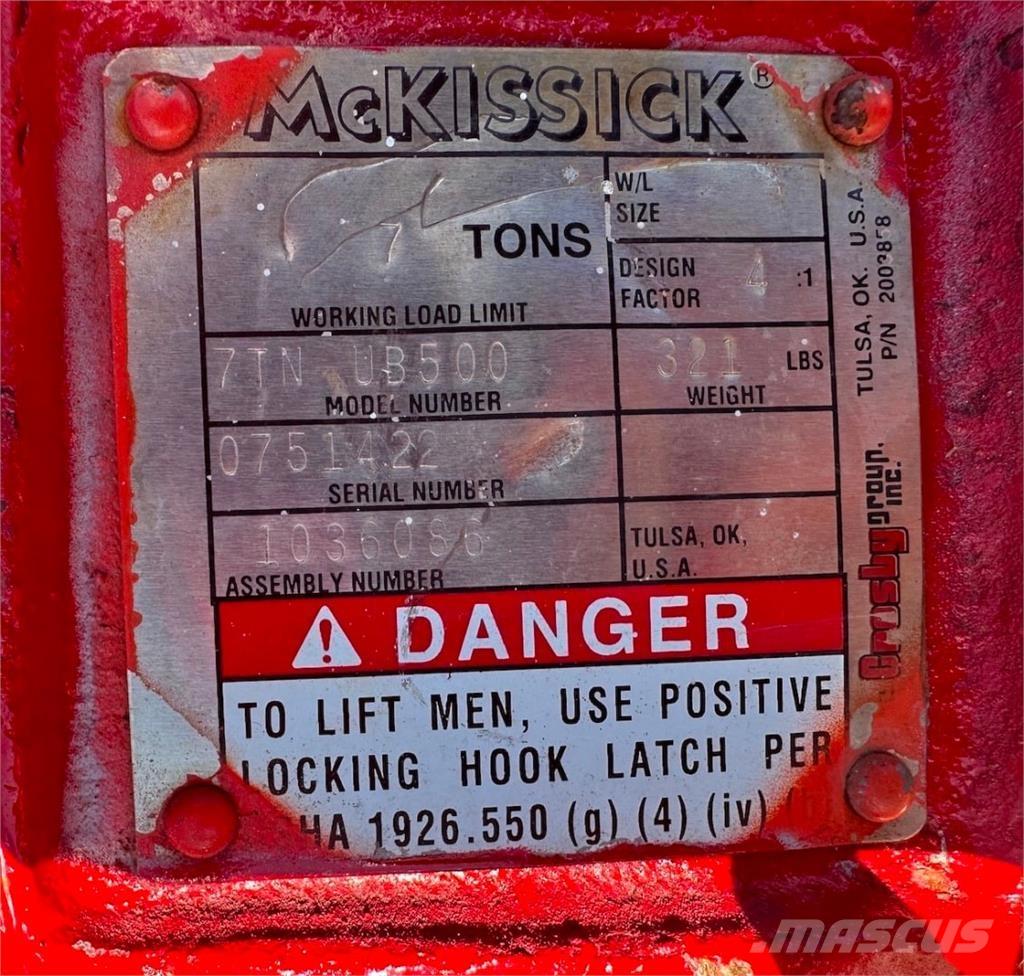 McKISSICK®
TONS
WORKING LOAD LIMIT
W/L
SIZE
DESIGN
FACTOR 4 :1
7TN UB500
MODEL NUMBER
321 LBS
WEIGHT
0751422
SERIAL NUMBER
1036086
ASSEMBLY NUMBER
TULSA, OK,
U.S.A.
DANGER
TO LIFT MEN, USE POSITIVE
LOCKING HOOK LATCH PER
HA 1926.550 (g) (4) (iv)
TULSA, OK. U.S.A.
P/N 2003858
Crosby group, inc.
.MASCUS